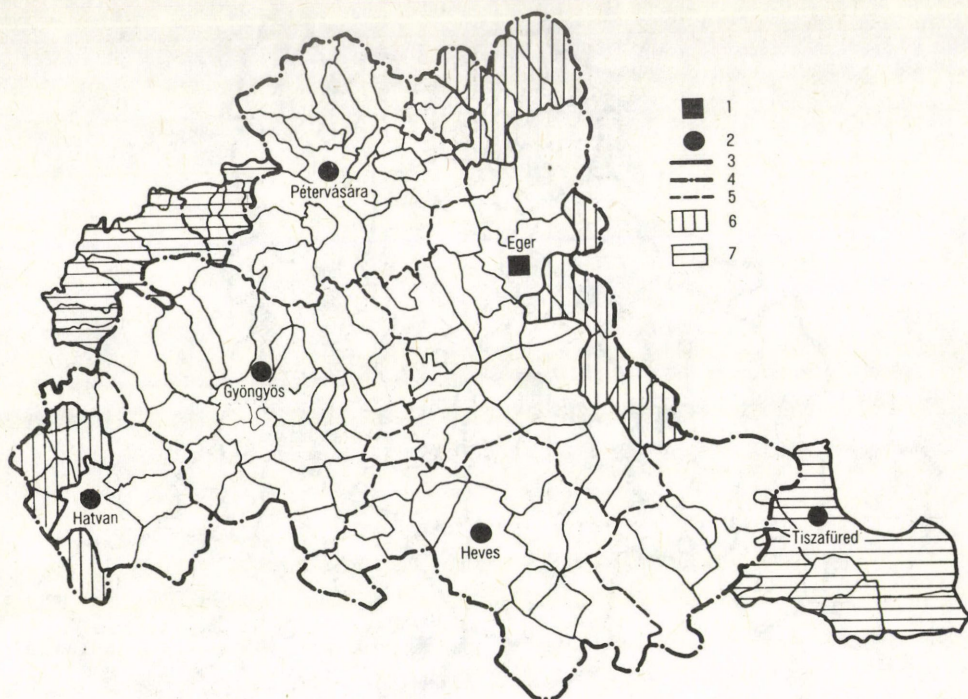 1
2
3
4
5
6
7
Pétervására
Eger
Gyöngyös
Hatvan
Heves
Tiszafüred